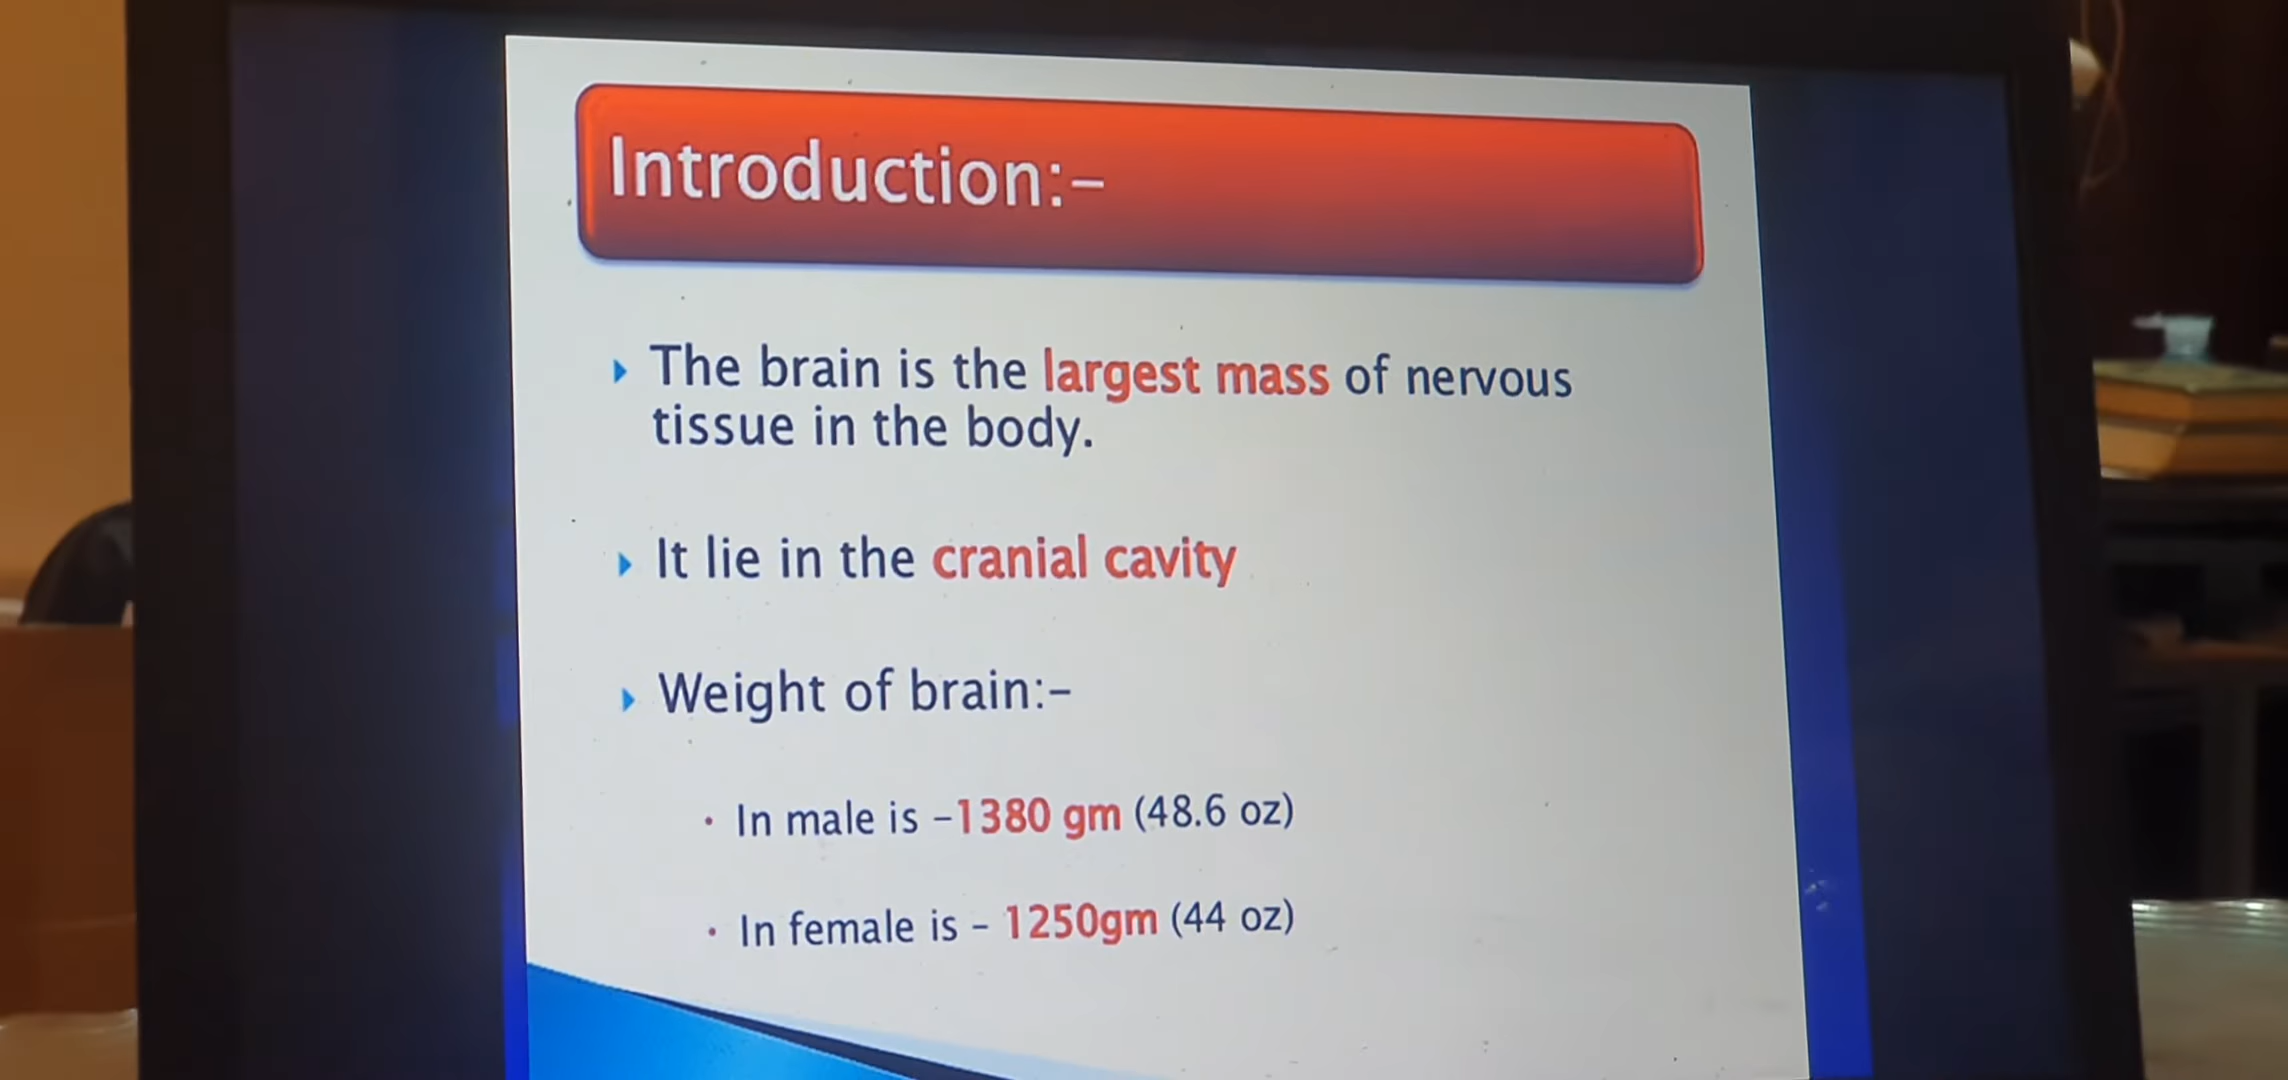 Introduction:–
The brain is the largest mass of nervous
tissue in the body.
It lie in the cranial cavity
Weight of brain:–
In male is –1380 gm (48.6 oz)
In female is – 1250gm (44 oz)